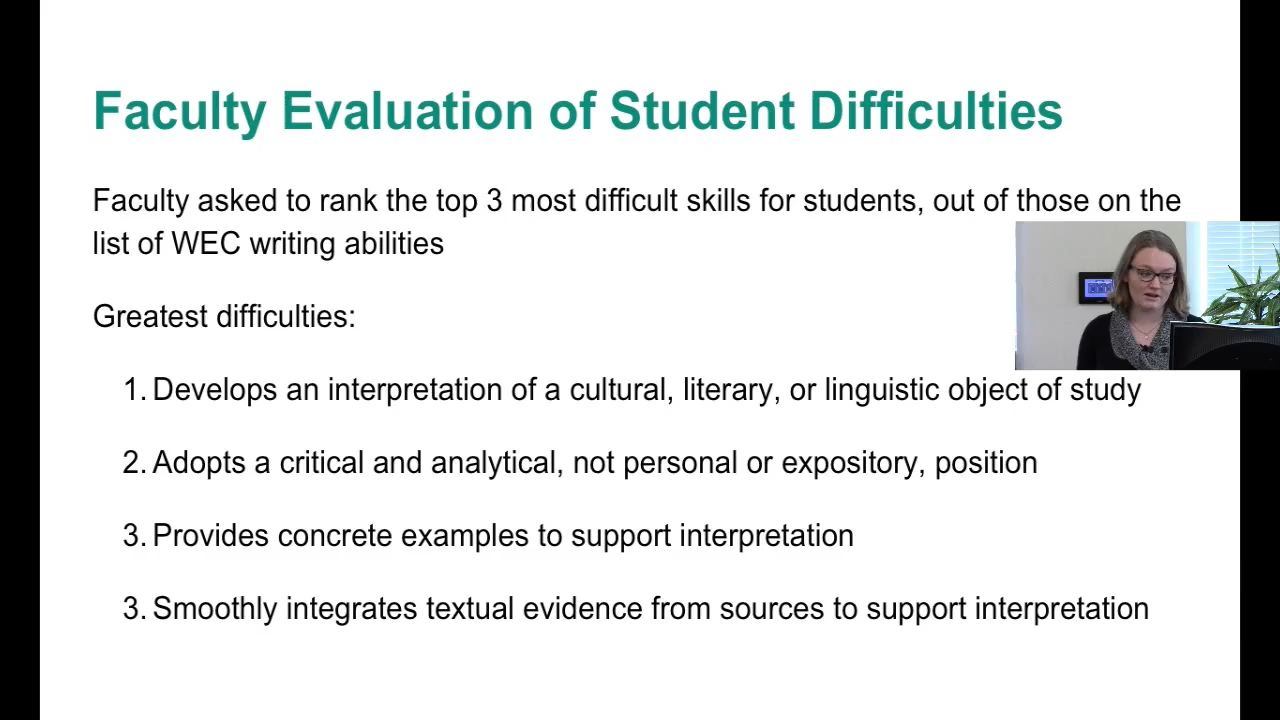 Faculty Evaluation of Student Difficulties
Faculty asked to rank the top 3 most difficult skills for students, out of those on the
list of WEC writing abilities
Greatest difficulties:
1. Develops an interpretation of a cultural, literary, or linguistic object of study
2. Adopts a critical and analytical, not personal or expository, position
3. Provides concrete examples to support interpretation
3. Smoothly integrates textual evidence from sources to support interpretation